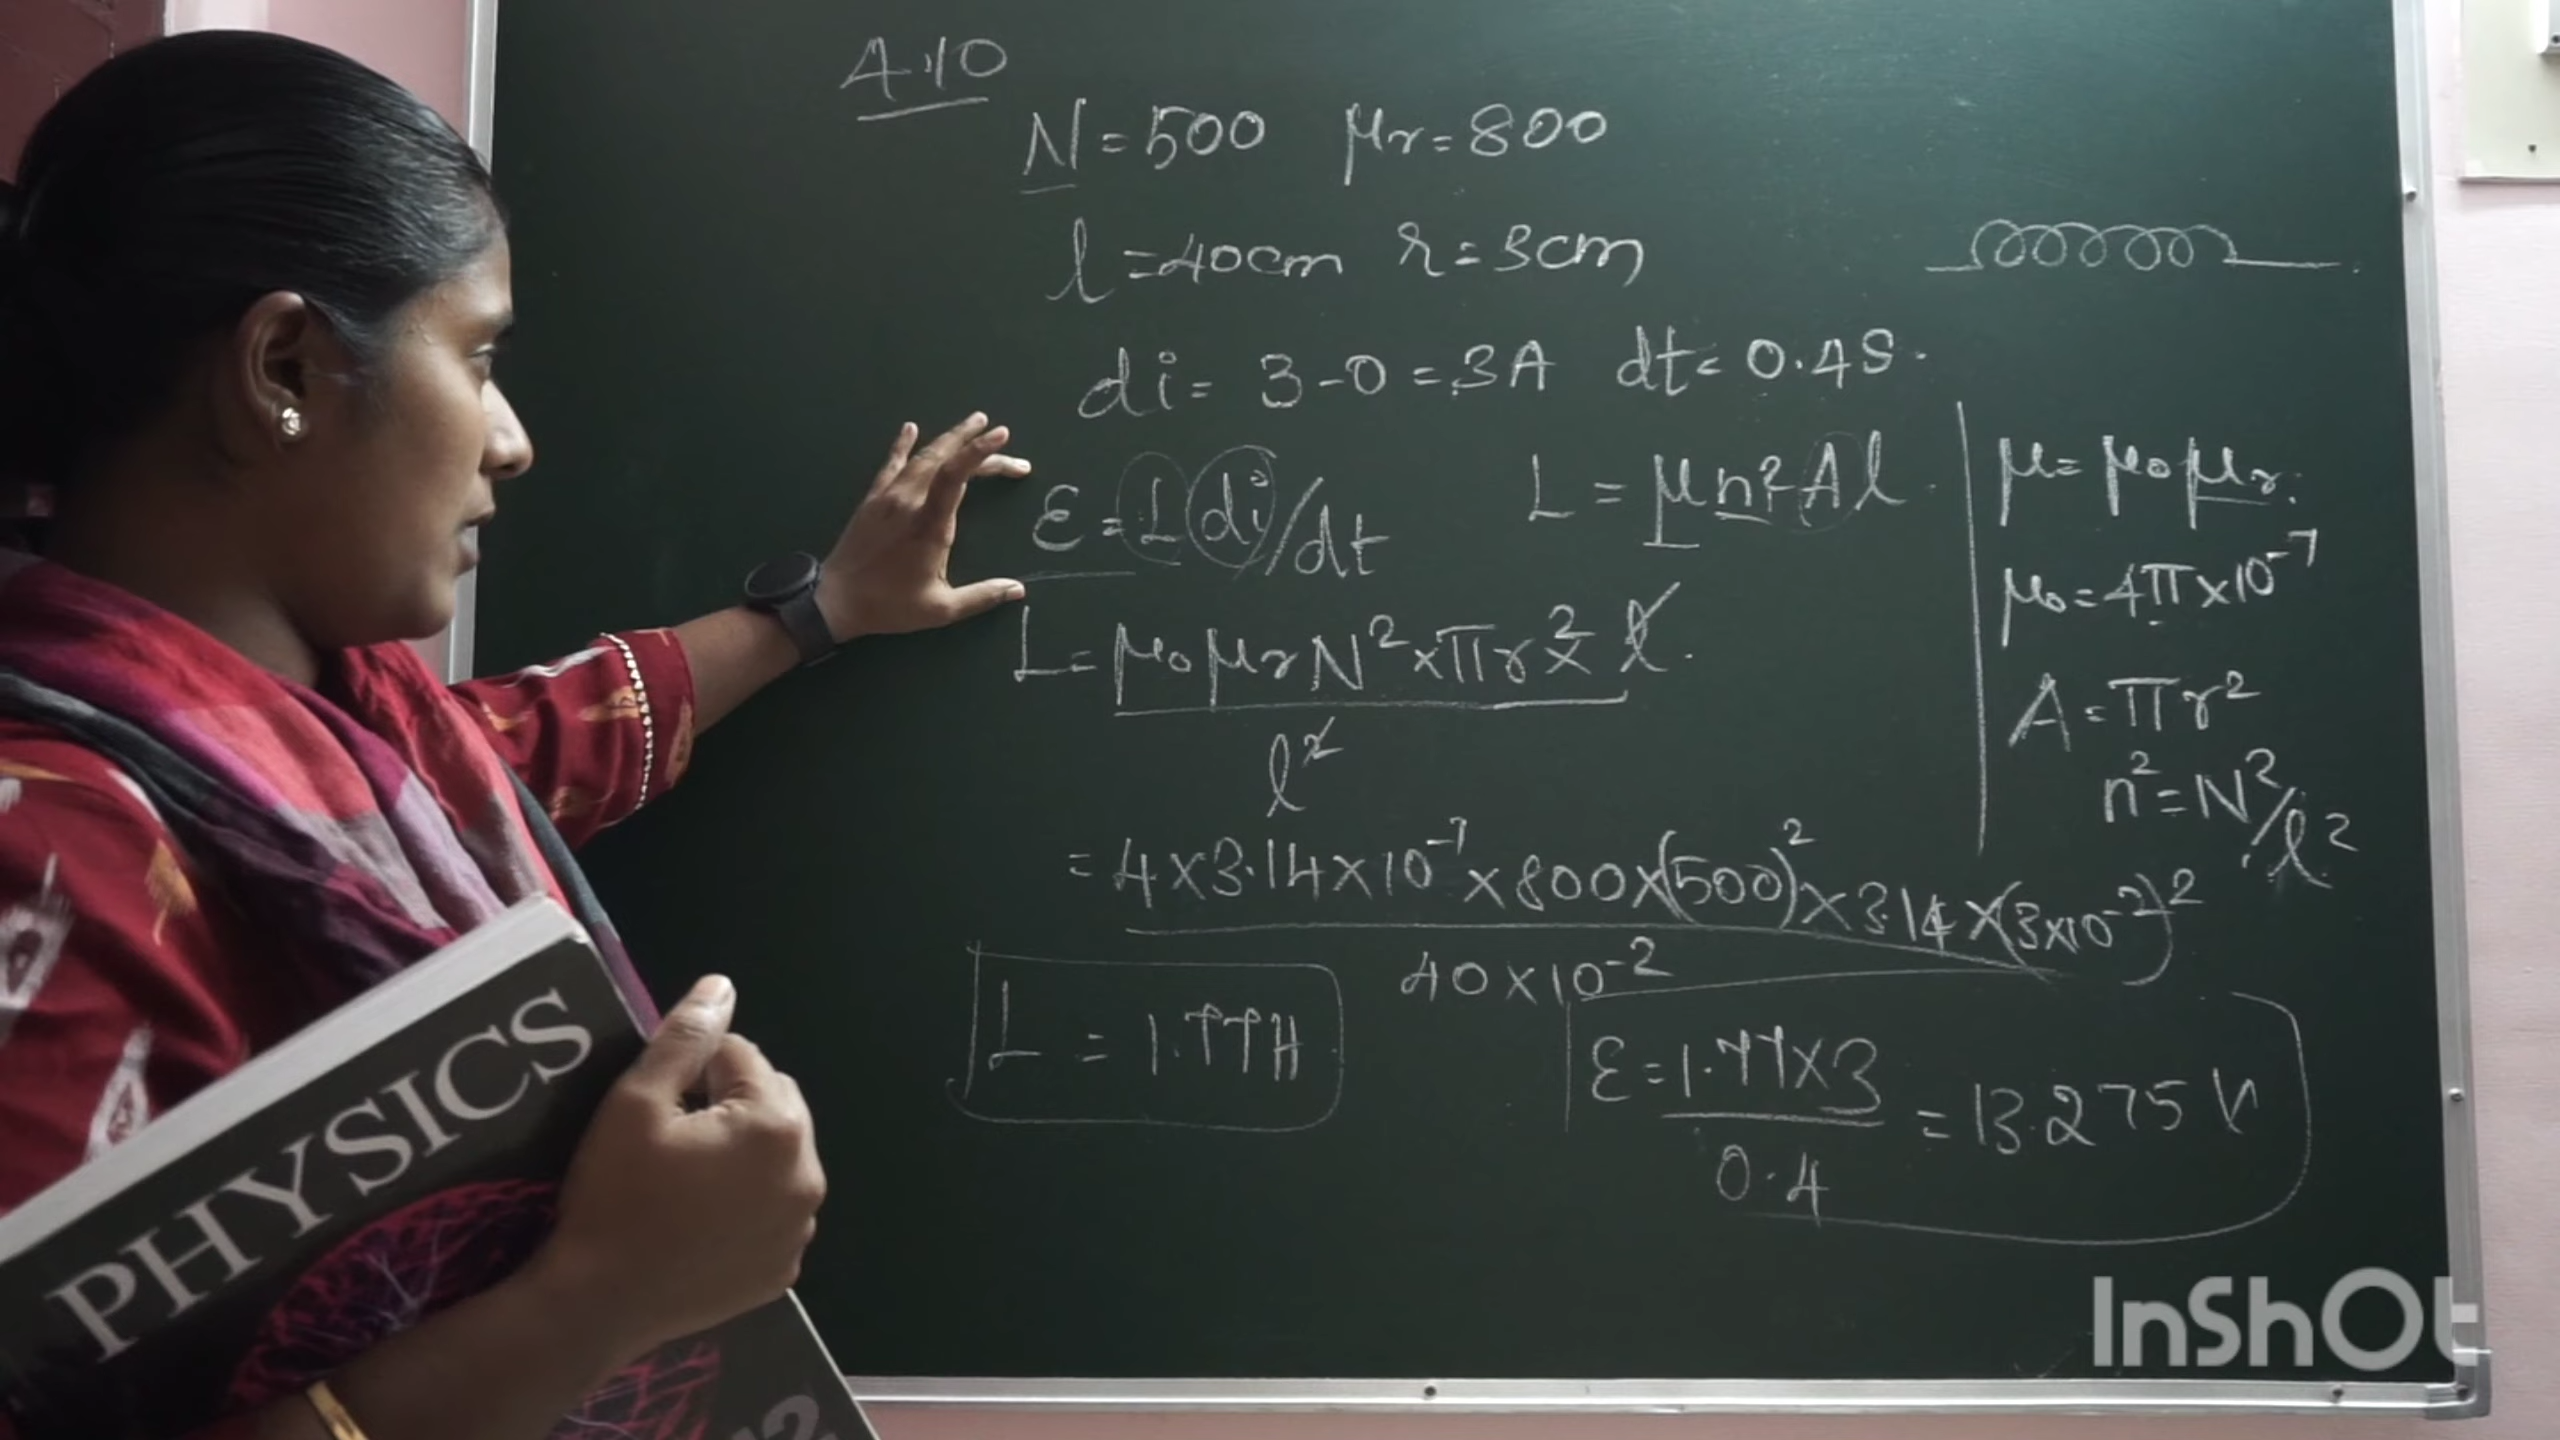 4.10
N = 500 μr = 800
l = 40cm r = 3cm
di = 3 - 0 = 3A dt = 0.4S.
ε = L di/dt L = μn²Al
L = μ₀μrN² × πr² × l
l²
= 4×3.14×10⁻⁷×800×(500)²×3.14×(3×10⁻²)²
40×10⁻²
L = 1.77H
ε = 1.77×3 = 13.275 V
0.4
μ = μ₀μr.
μ₀ = 4π×10⁻⁷
A = πr²
n² = N²/l²
PHYSICS
12
InShOt